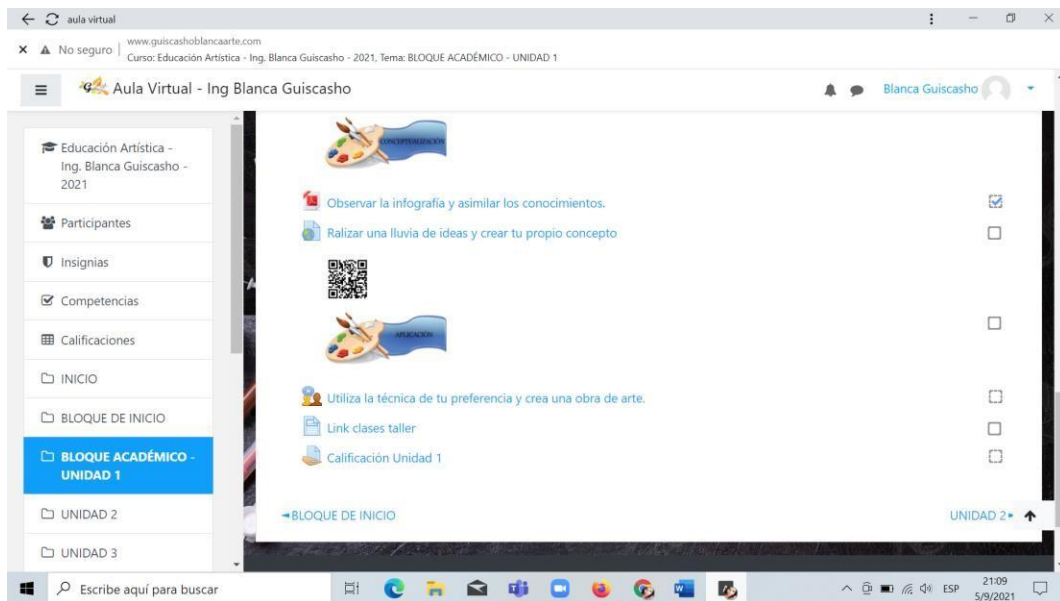 aula virtual
No seguro
www.guiscashoblancaarte.com
Curso: Educación Artística - Ing. Blanca Guiscasho - 2021, Tema: BLOQUE ACADÉMICO - UNIDAD 1
Aula Virtual - Ing Blanca Guiscasho
Blanca Guiscasho
Educación Artística -
Ing. Blanca Guiscasho -
2021
Participantes
Insignias
Competencias
Calificaciones
INICIO
BLOQUE DE INICIO
BLOQUE ACADÉMICO -
UNIDAD 1
UNIDAD 2
UNIDAD 3
CONCEPTUALIZACIÓN
Observar la infografía y asimilar los conocimientos.
Ralizar una lluvia de ideas y crear tu propio concepto
APLICACIÓN
Utiliza la técnica de tu preferencia y crea una obra de arte.
Link clases taller
Calificación Unidad 1
◄BLOQUE DE INICIO
UNIDAD 2►
Escribe aquí para buscar
ESP
21:09
5/9/2021